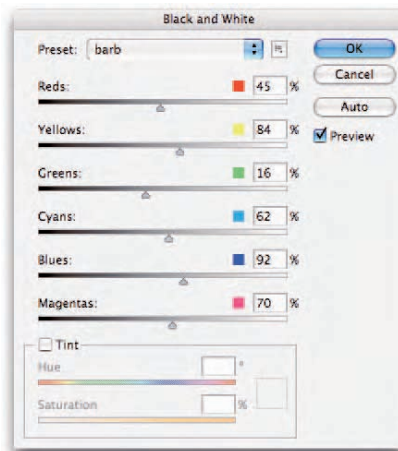 Black and White
Preset: barb
OK
Cancel
Auto
Preview
Reds: 45 %
Yellows: 84 %
Greens: 16 %
Cyans: 62 %
Blues: 92 %
Magentas: 70 %
Tint
Hue °
Saturation %